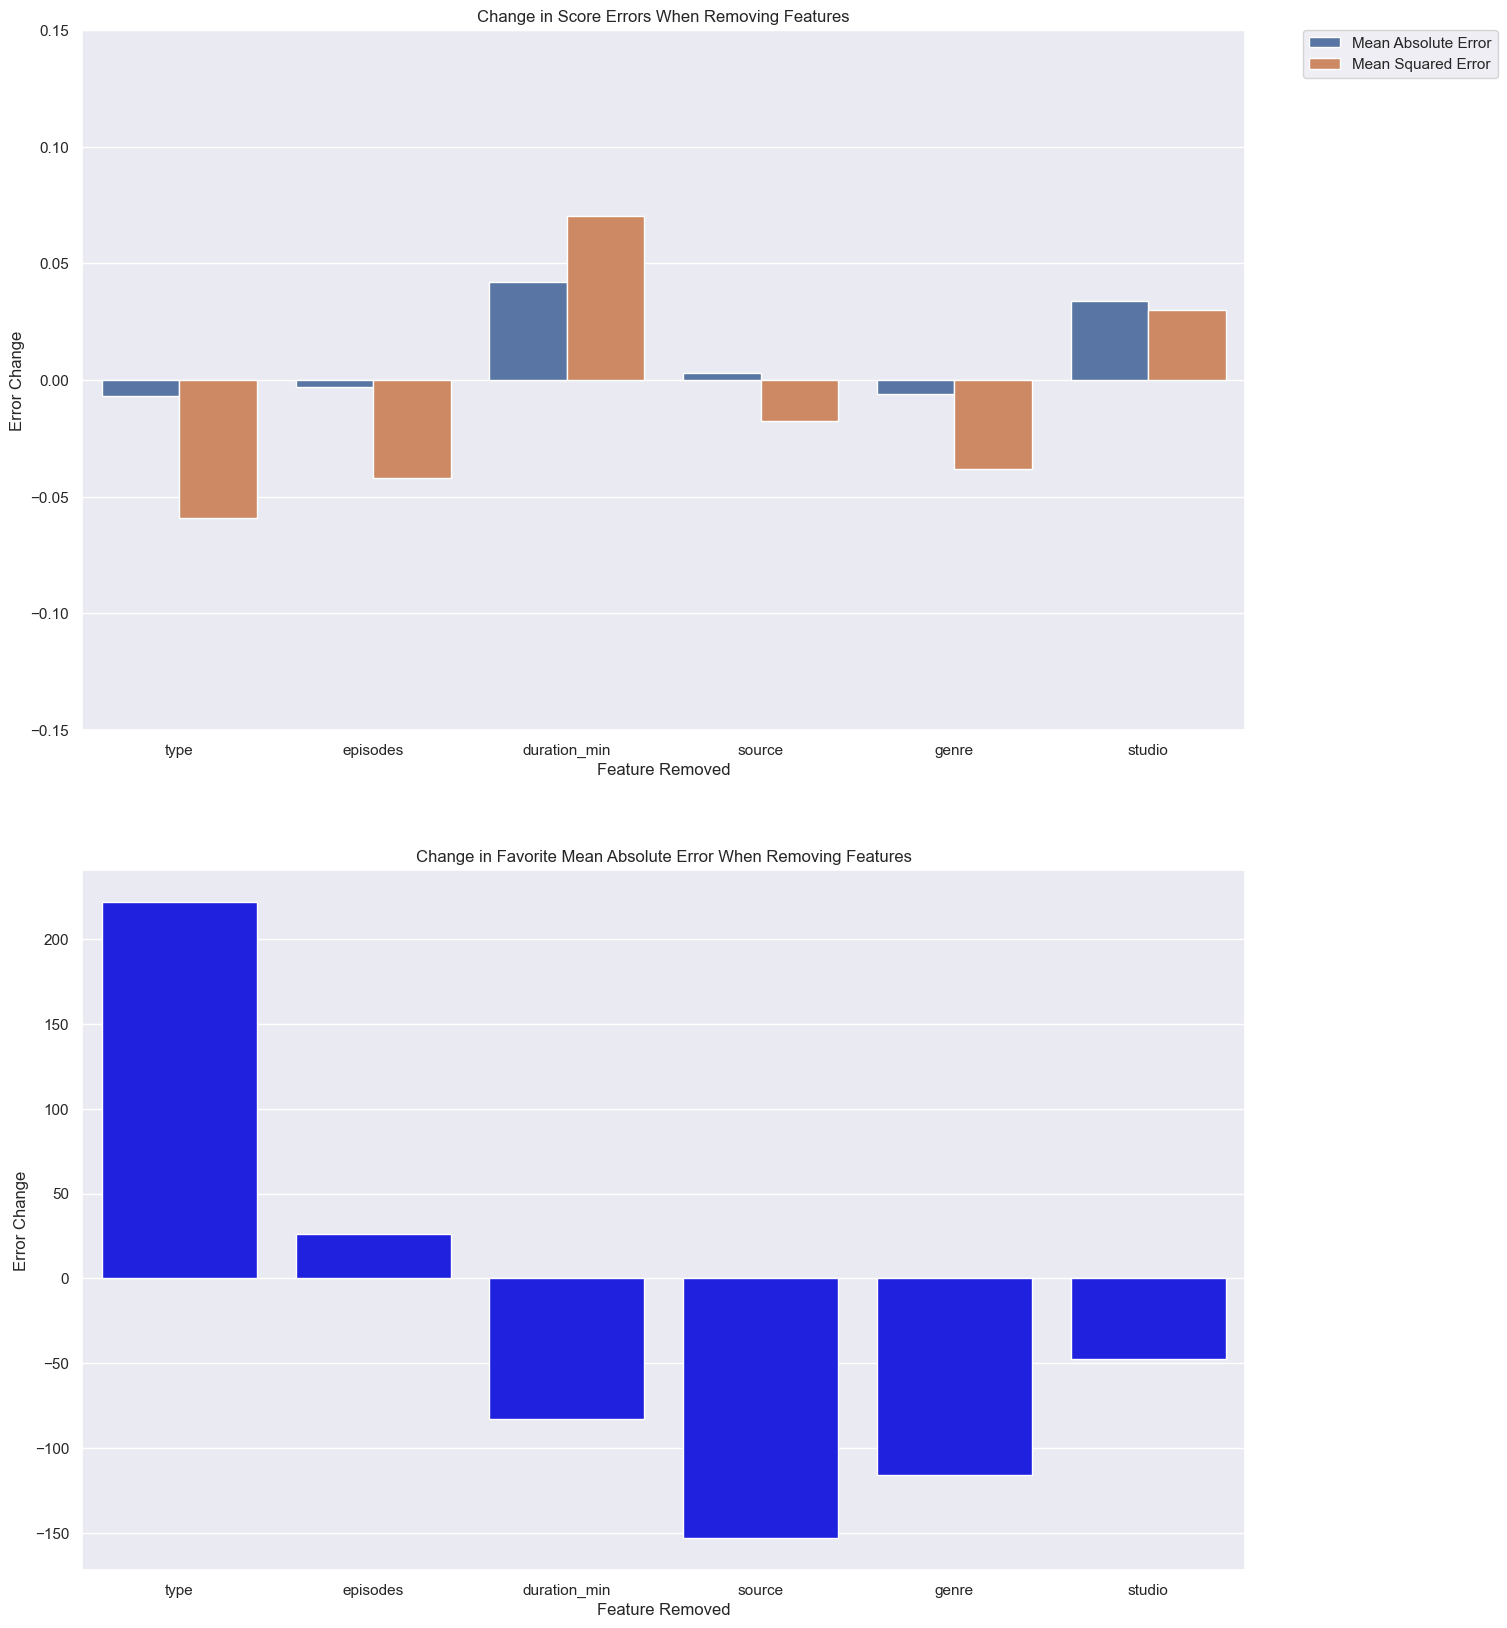 Change in Score Errors When Removing Features
Mean Absolute Error
Mean Squared Error
0.15
0.10
0.05
0.00
−0.05
−0.10
−0.15
Error Change
type episodes duration_min source genre studio
Feature Removed
Change in Favorite Mean Absolute Error When Removing Features
200
150
100
50
0
−50
−100
−150
Error Change
type episodes duration_min source genre studio
Feature Removed